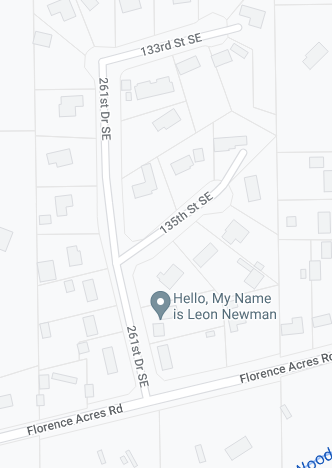 133rd St SE
261st Dr SE
135th St SE
Hello, My Name
is Leon Newman
261st Dr SE
Florence Acres Rd
Florence Acres Rd
Wood